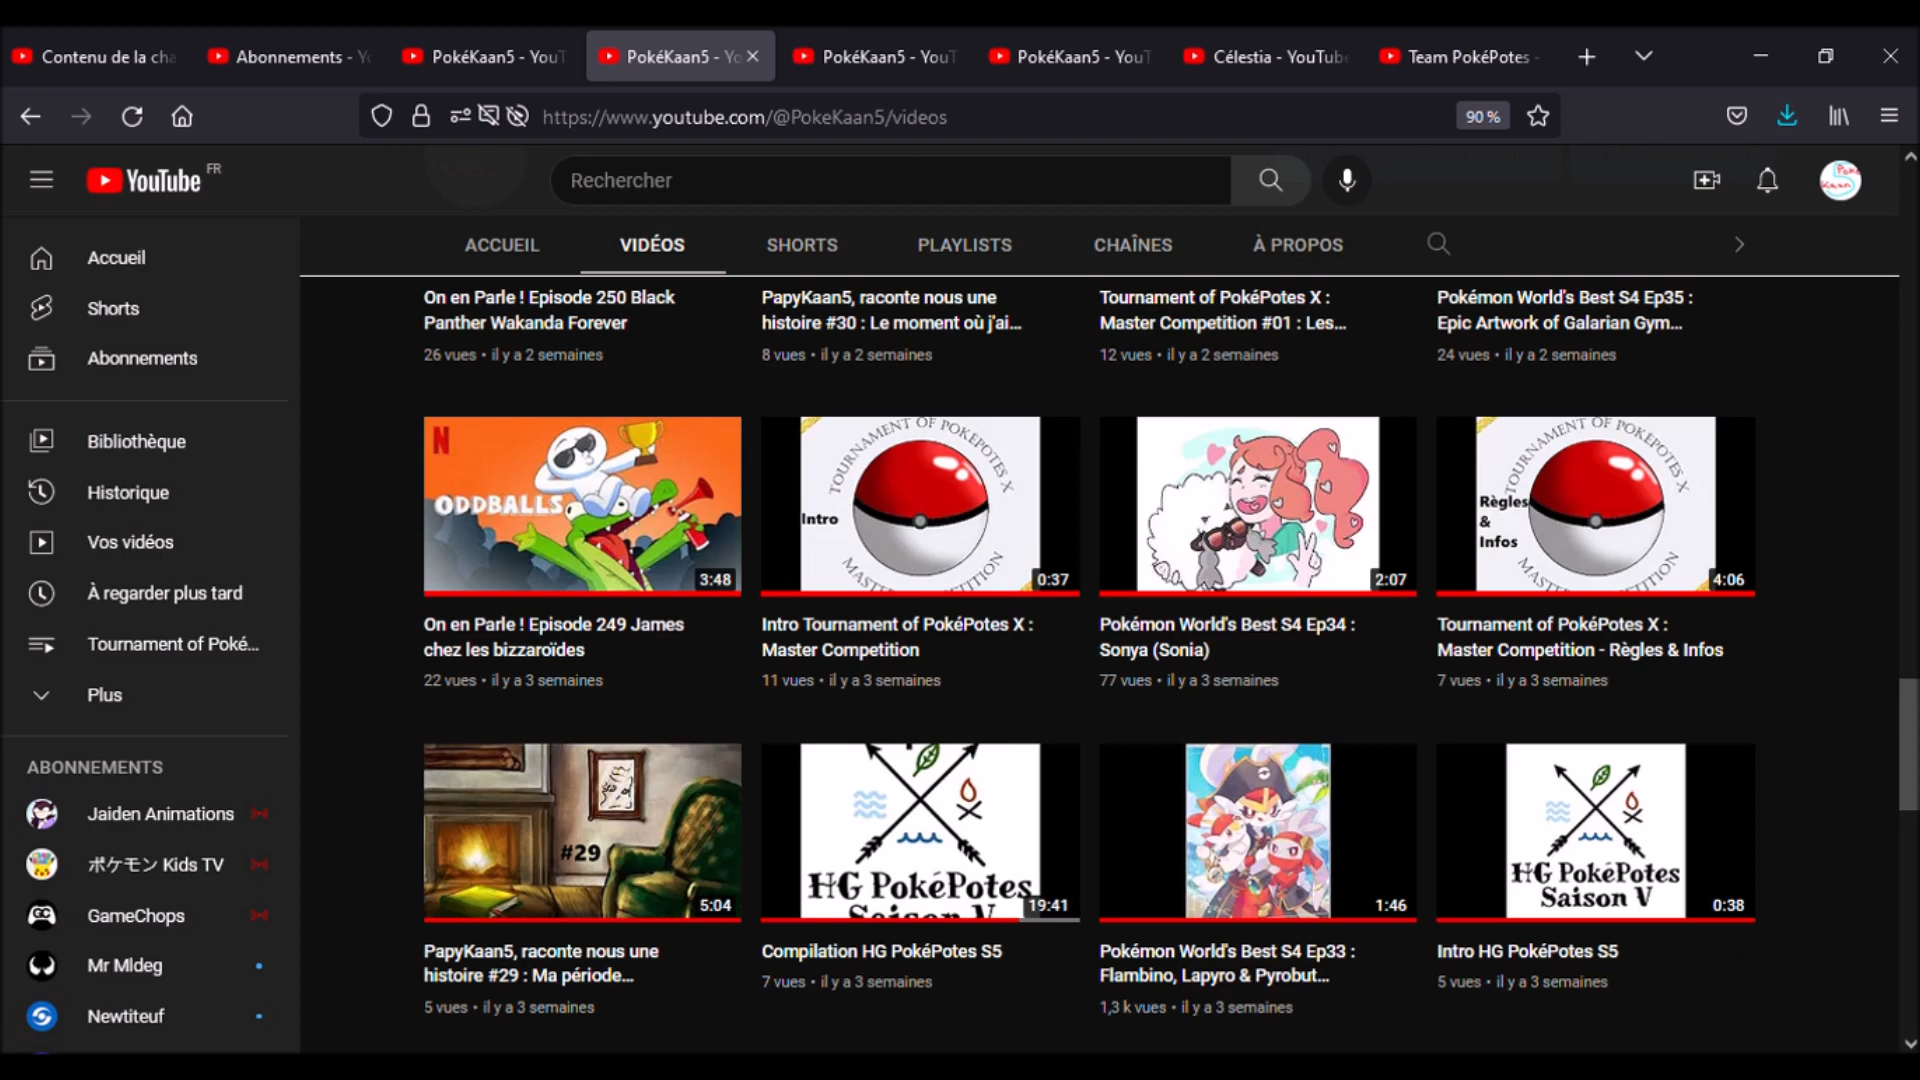 Contenu de la cha
Abonnements - Y
PokéKaan5 - YouT
PokéKaan5 - Yo
PokéKaan5 - YouT
PokéKaan5 - YouT
Célestia - YouTube
Team PokéPotes -
https://www.youtube.com/@PokeKaan5/videos
90 %
YouTube FR
Rechercher
Accueil
Shorts
Abonnements
Bibliothèque
Historique
Vos vidéos
À regarder plus tard
Tournament of Poké...
Plus
ABONNEMENTS
Jaiden Animations
ポケモン Kids TV
GameChops
Mr Mldeg
Newtiteuf
ACCUEIL
VIDÉOS
SHORTS
PLAYLISTS
CHAÎNES
À PROPOS
On en Parle ! Episode 250 Black
Panther Wakanda Forever
26 vues • il y a 2 semaines
PapyKaan5, raconte nous une
histoire #30 : Le moment où j'ai...
8 vues • il y a 2 semaines
Tournament of PokéPotes X :
Master Competition #01 : Les...
12 vues • il y a 2 semaines
Pokémon World's Best S4 Ep35 :
Epic Artwork of Galarian Gym...
24 vues • il y a 2 semaines
N
ODDBALLS
3:48
On en Parle ! Episode 249 James
chez les bizzaroïdes
22 vues • il y a 3 semaines
TOURNAMENT OF POKÉPOTES X
Intro
MASTER COMPETITION
0:37
Intro Tournament of PokéPotes X :
Master Competition
11 vues • il y a 3 semaines
2:07
Pokémon World's Best S4 Ep34 :
Sonya (Sonia)
77 vues • il y a 3 semaines
TOURNAMENT OF POKÉPOTES X
Règles
&
Infos
MASTER COMPETITION
4:06
Tournament of PokéPotes X :
Master Competition - Règles & Infos
7 vues • il y a 3 semaines
#29
5:04
PapyKaan5, raconte nous une
histoire #29 : Ma période...
5 vues • il y a 3 semaines
HG PokéPotes
Saison V
19:41
Compilation HG PokéPotes S5
7 vues • il y a 3 semaines
1:46
Pokémon World's Best S4 Ep33 :
Flambino, Lapyro & Pyrobut...
1,3 k vues • il y a 3 semaines
HG PokéPotes
Saison V
0:38
Intro HG PokéPotes S5
5 vues • il y a 3 semaines